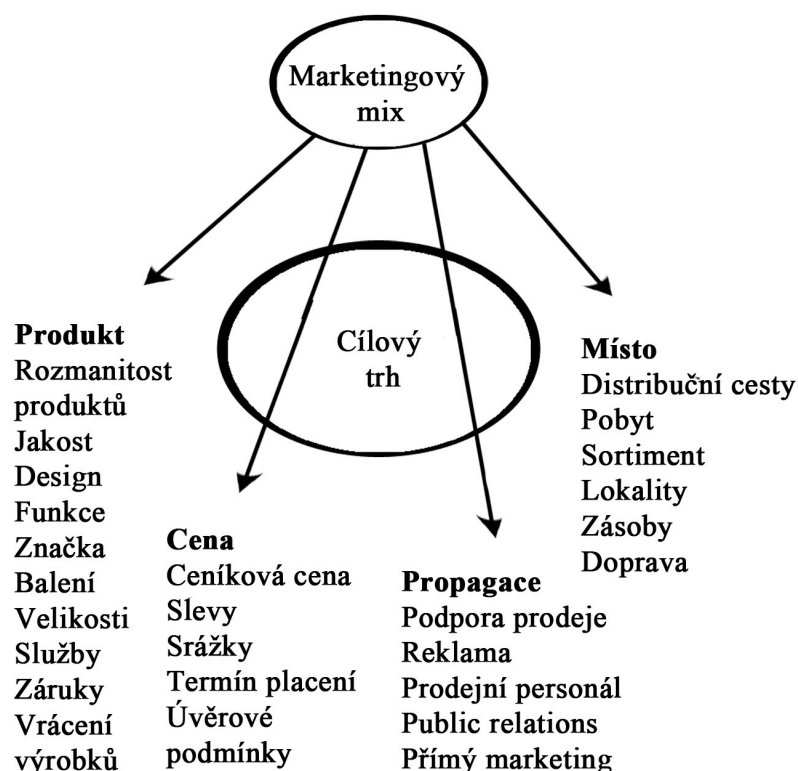 Marketingový
mix
Cílový
trh
Produkt
Rozmanitost
produktů
Jakost
Design
Funkce
Značka
Balení
Velikosti
Služby
Záruky
Vrácení
výrobků
Cena
Ceníková cena
Slevy
Srážky
Termín placení
Úvěrové
podmínky
Propagace
Podpora prodeje
Reklama
Prodejní personál
Public relations
Přímý marketing
Místo
Distribuční cesty
Pobyt
Sortiment
Lokality
Zásoby
Doprava